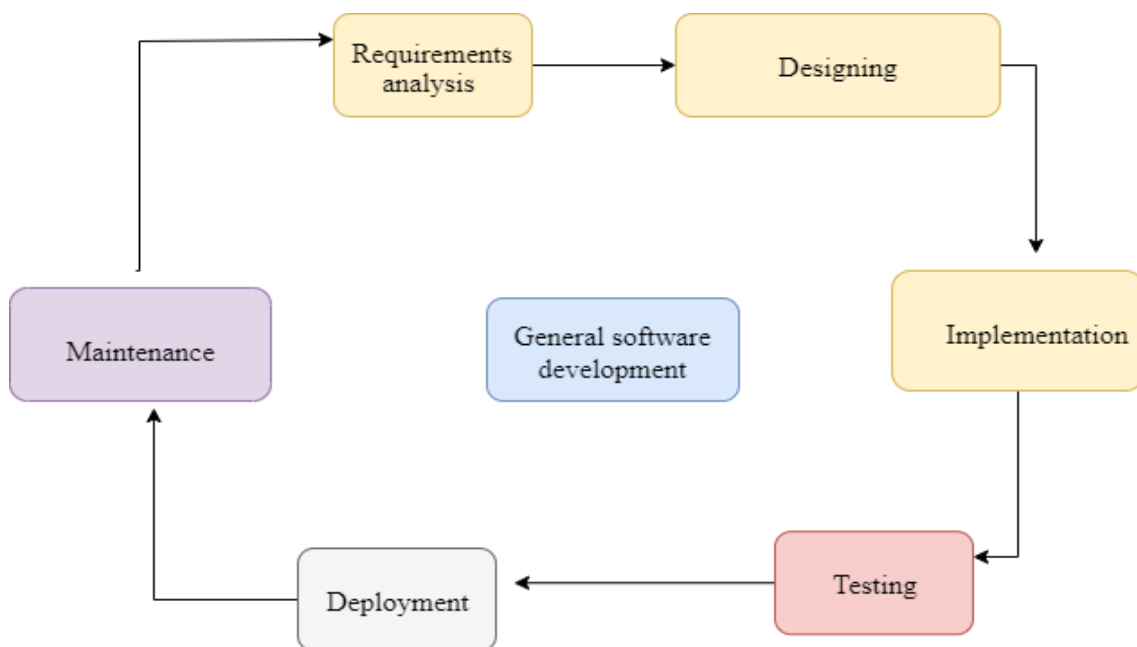 Requirements
analysis
Designing
Maintenance
General software
development
Implementation
Deployment
Testing